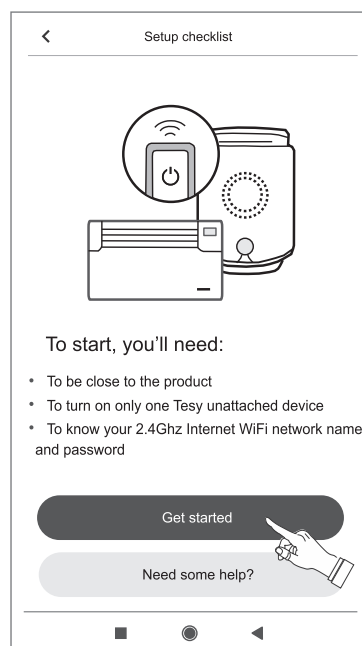 Setup checklist
To start, you'll need:
• To be close to the product
• To turn on only one Tesy unattached device
• To know your 2.4Ghz Internet WiFi network name
and password
Get started
Need some help?